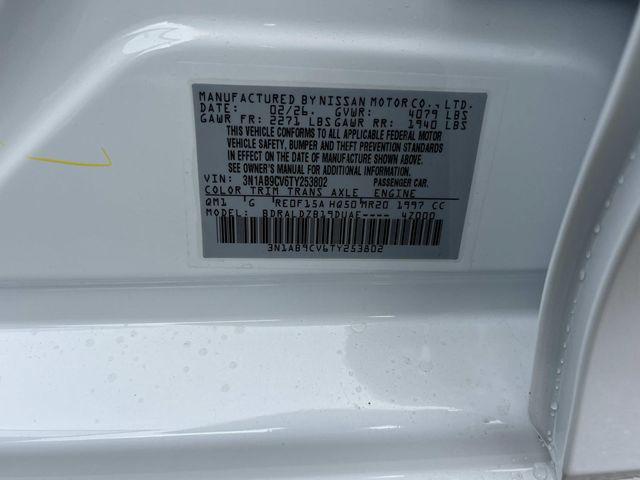 MANUFACTURED BY NISSAN MOTOR CO., LTD.
DATE: 02/26. GVWR: 4079 LBS
GAWR FR: 2271 LBS GAWR RR: 1940 LBS
THIS VEHICLE CONFORMS TO ALL APPLICABLE FEDERAL MOTOR
VEHICLE SAFETY, BUMPER AND THEFT PREVENTION STANDARDS
IN EFFECT ON THE DATE OF MANUFACTURE SHOWN ABOVE.
SEE OWNER'S MANUAL FOR ADDITIONAL INFORMATION
VIN: 3N1AB9CV6TY253802 PASSENGER CAR.
COLOR TRIM TRANS AXLE ENGINE
QM1 G RE0F15A HQ50 MR20 1997 CC
MODEL: BDRALDZB19DUAE---- 47000
3N1AB9CV6TY253802